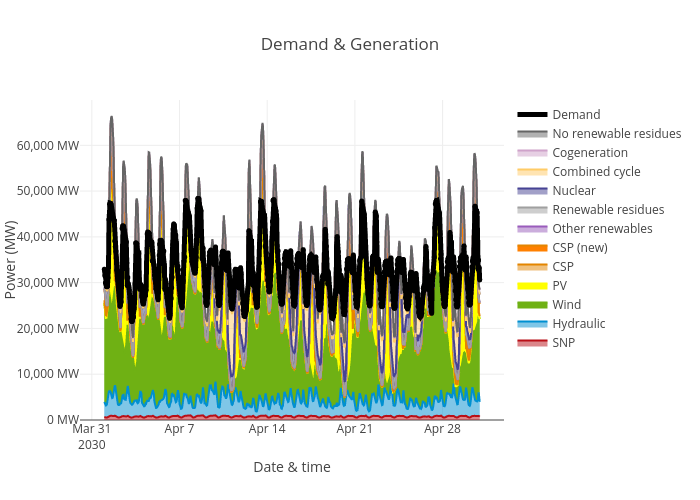 Demand & Generation
Power (MW)
60,000 MW
50,000 MW
40,000 MW
30,000 MW
20,000 MW
10,000 MW
0 MW
Mar 31
2030
Apr 7
Apr 14
Apr 21
Apr 28
Date & time
Demand
No renewable residues
Cogeneration
Combined cycle
Nuclear
Renewable residues
Other renewables
CSP (new)
CSP
PV
Wind
Hydraulic
SNP